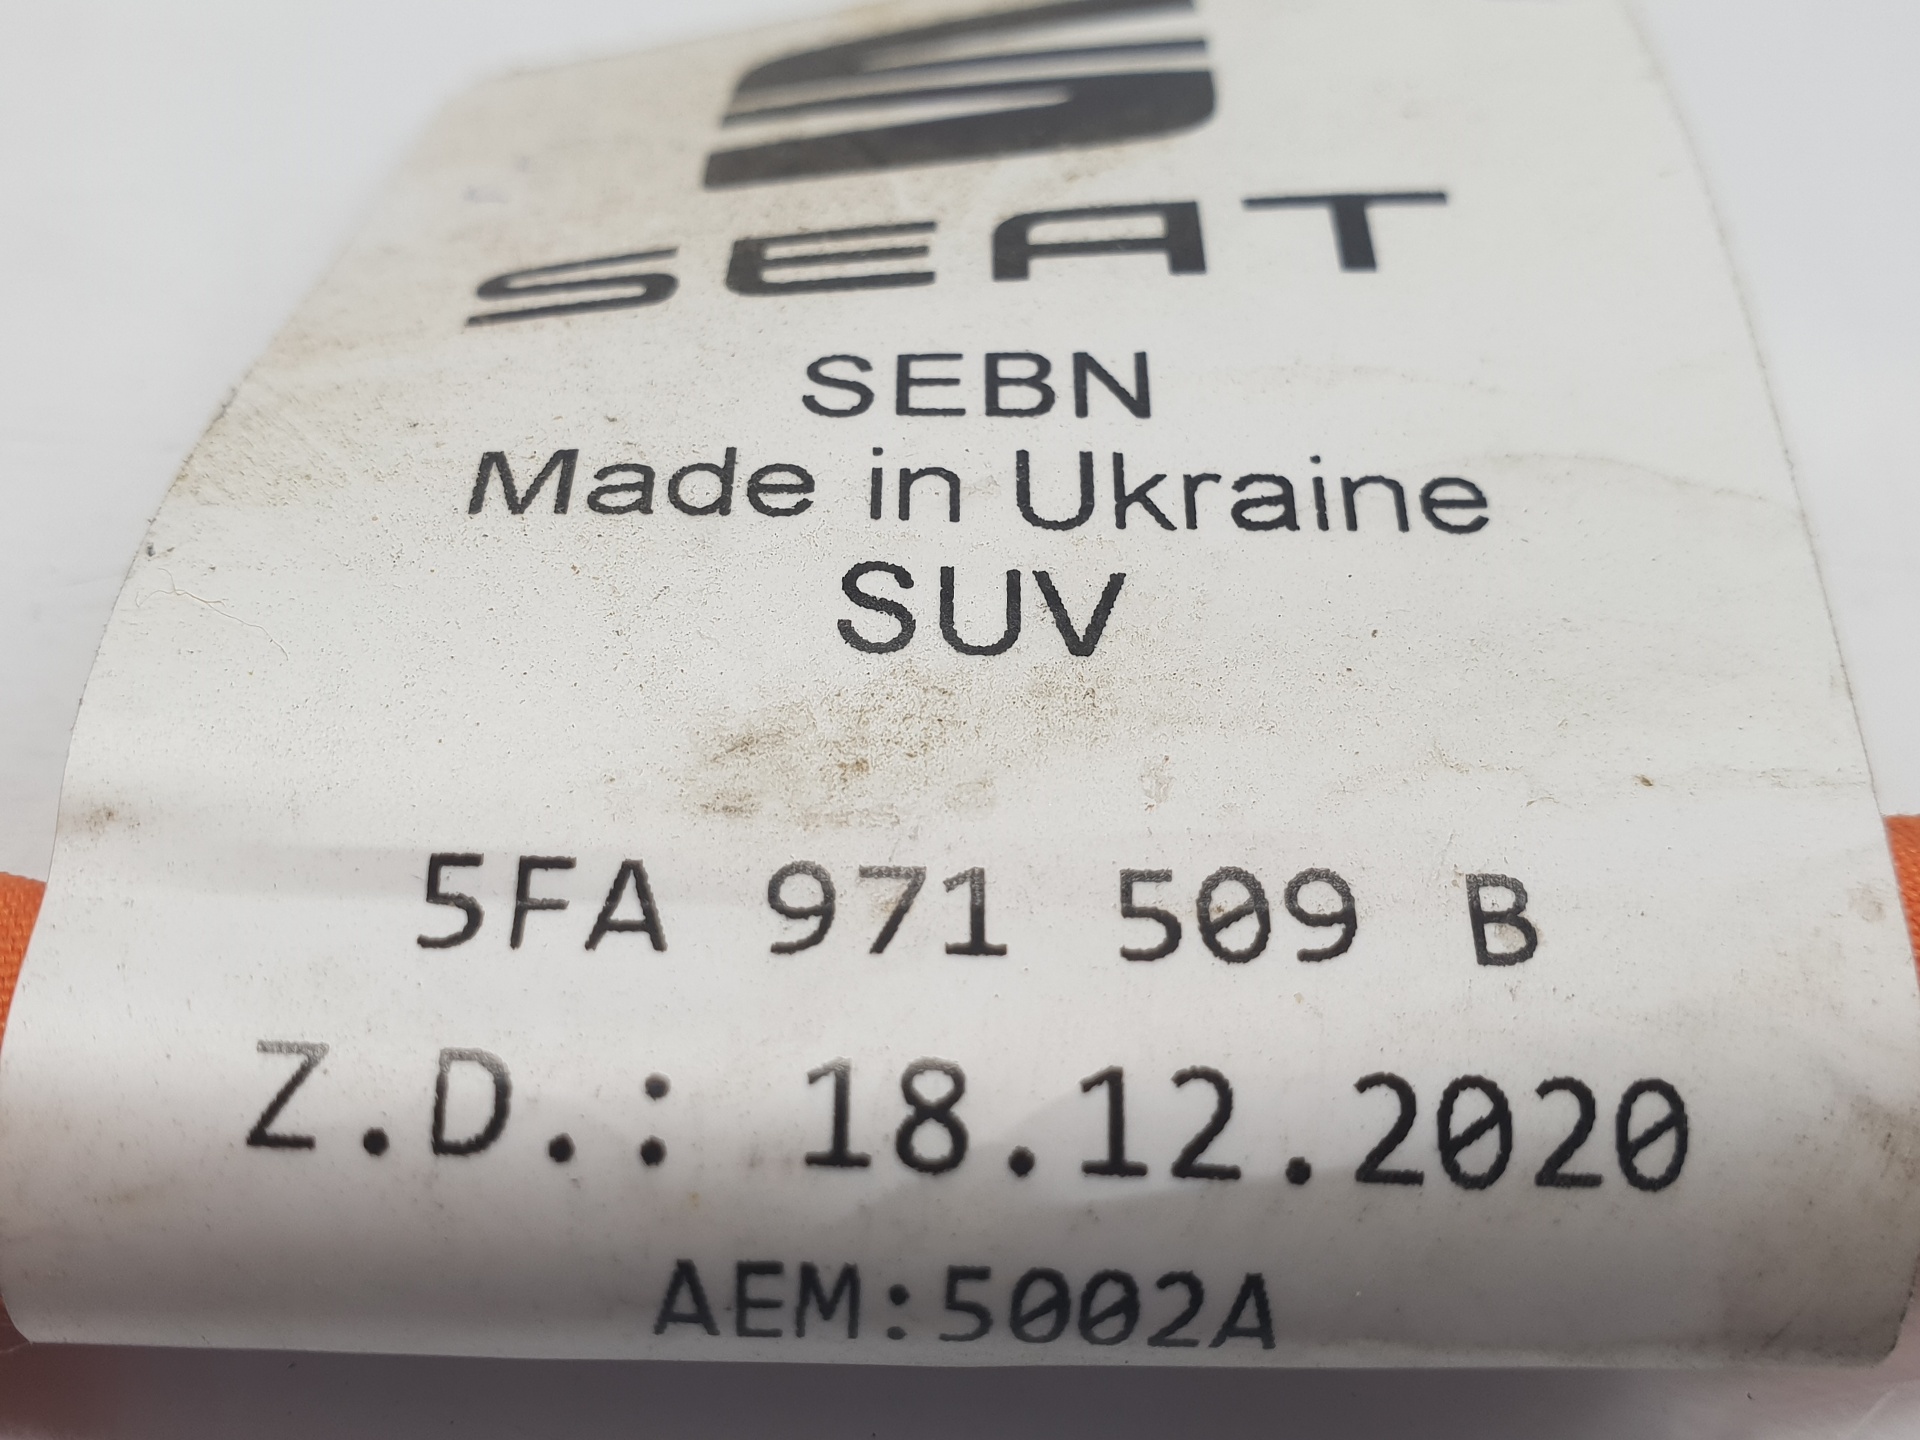 SEAT
SEBN
Made in Ukraine
SUV
5FA 971 509 B
Z.D.: 18.12.2020
AEM:5002A